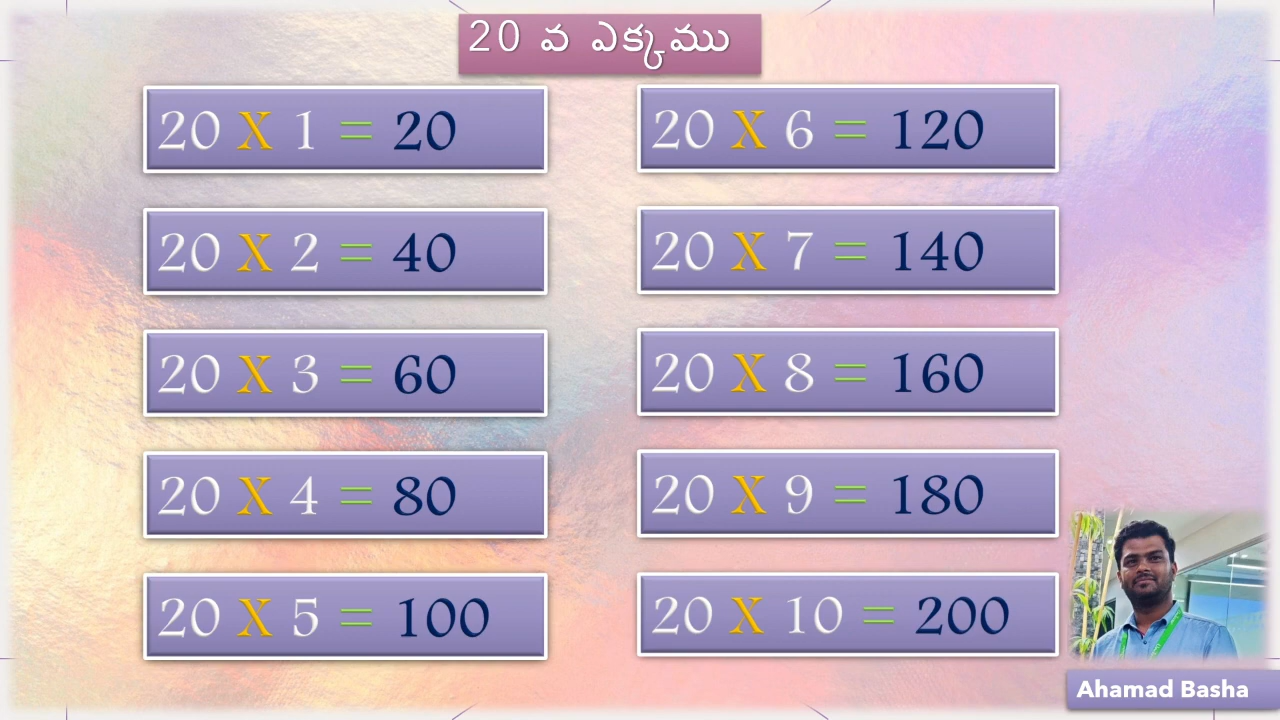 20 వ ఎక్కము
20 X 1 = 20
20 X 2 = 40
20 X 3 = 60
20 X 4 = 80
20 X 5 = 100
20 X 6 = 120
20 X 7 = 140
20 X 8 = 160
20 X 9 = 180
20 X 10 = 200
Ahamad Basha